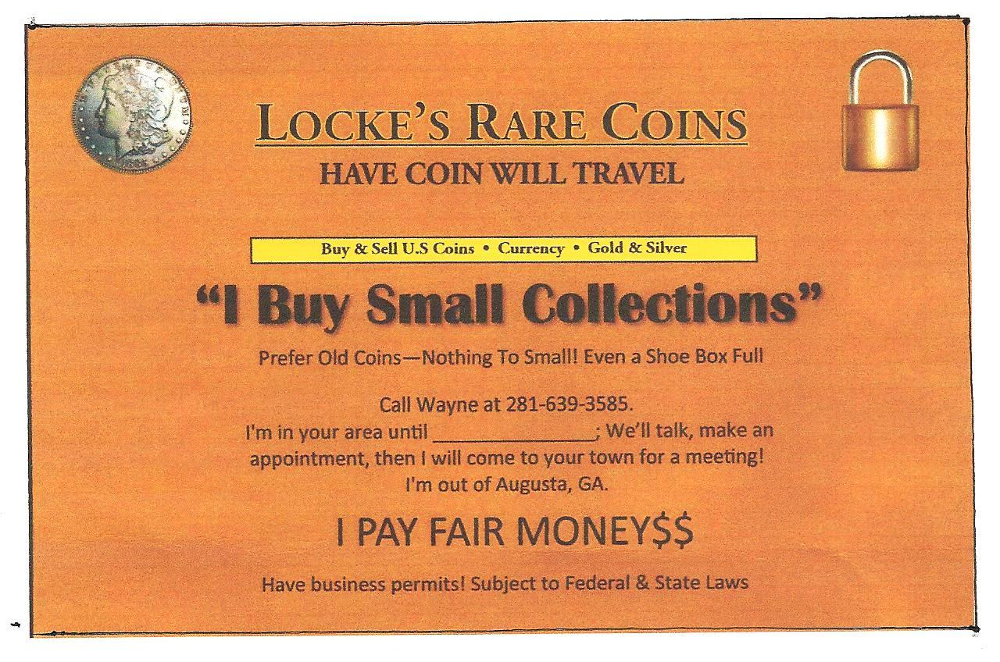 LOCKE'S RARE COINS
HAVE COIN WILL TRAVEL
Buy & Sell U.S Coins • Currency • Gold & Silver
“I Buy Small Collections”
Prefer Old Coins—Nothing To Small! Even a Shoe Box Full
Call Wayne at 281-639-3585.
I'm in your area until _______________; We’ll talk, make an
appointment, then I will come to your town for a meeting!
I'm out of Augusta, GA.
I PAY FAIR MONEY$$
Have business permits! Subject to Federal & State Laws